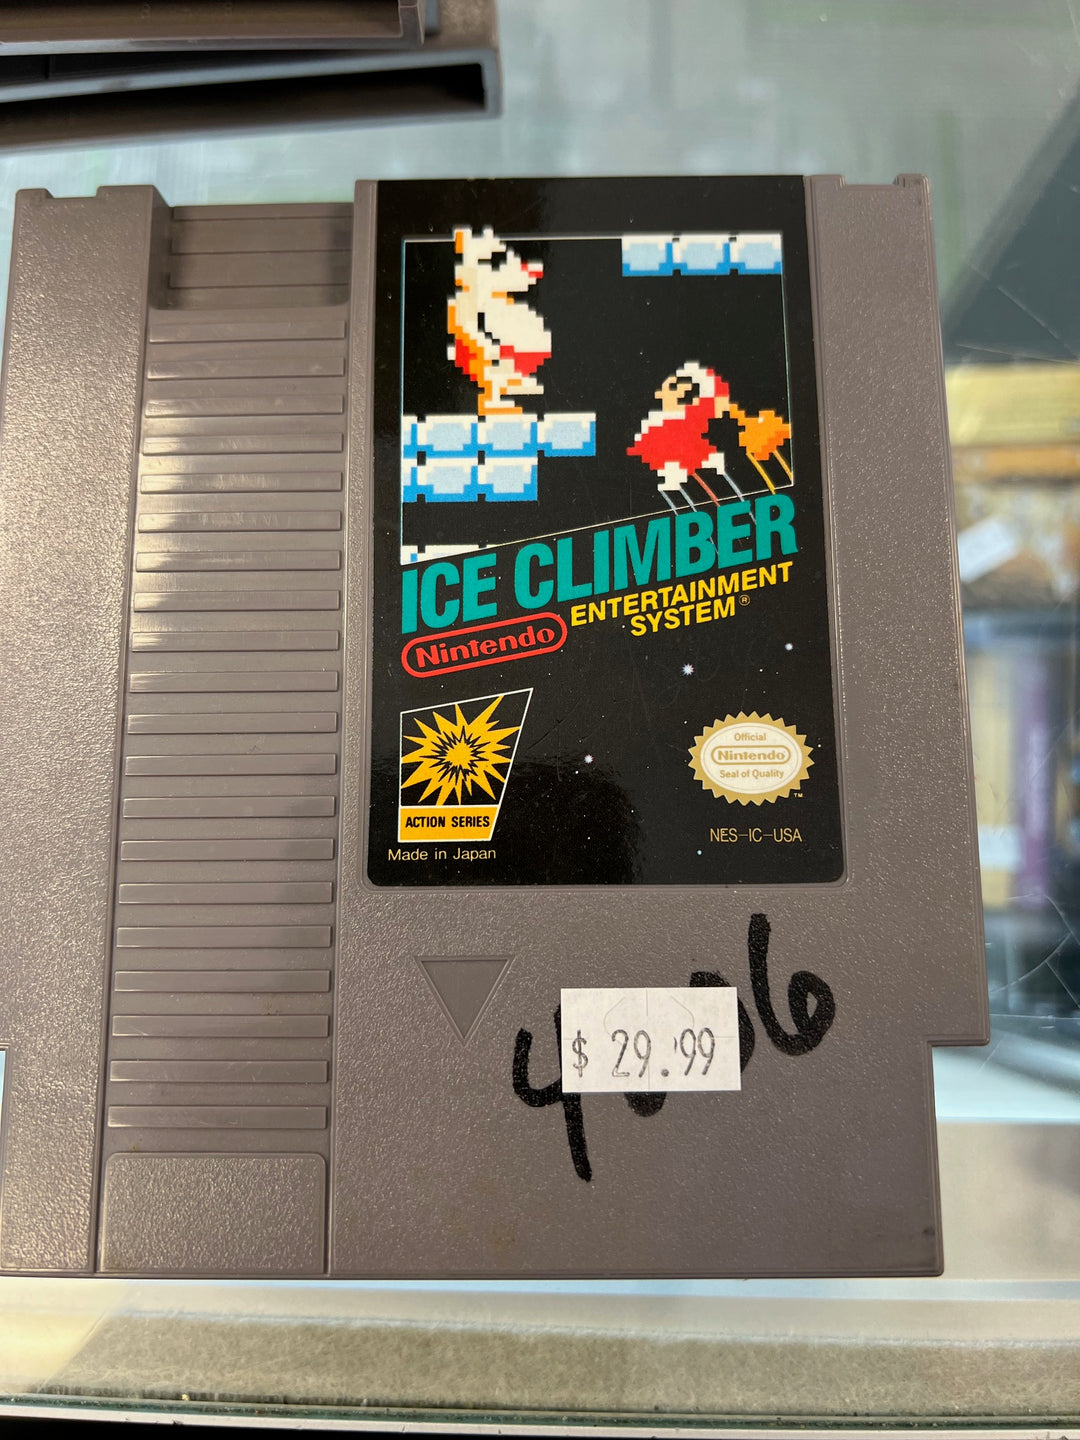 ICE CLIMBER
Nintendo ENTERTAINMENT
SYSTEM®
Official
Nintendo
Seal of Quality
TM
ACTION SERIES
NES-IC-USA
Made in Japan
$ 29.99